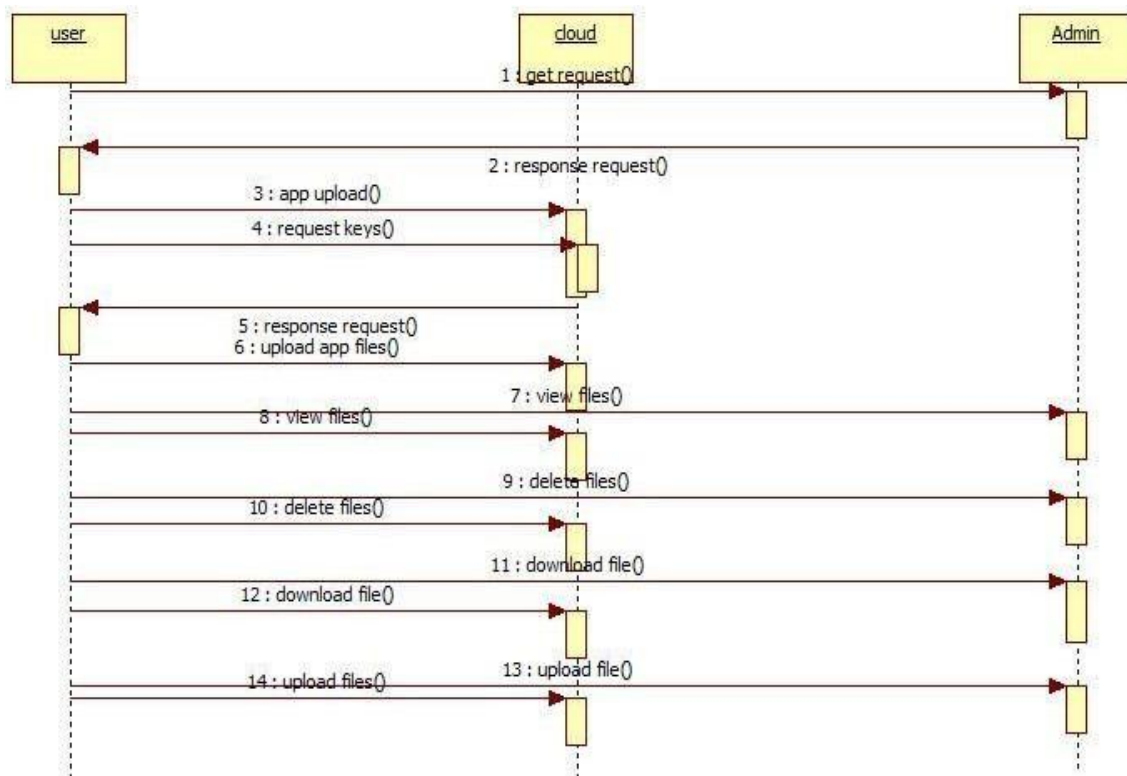 user
cloud
Admin
1 : get request()
2 : response request()
3 : app upload()
4 : request keys()
5 : response request()
6 : upload app files()
7 : view files()
8 : view files()
9 : delete files()
10 : delete files()
11 : download file()
12 : download file()
13 : upload file()
14 : upload files()